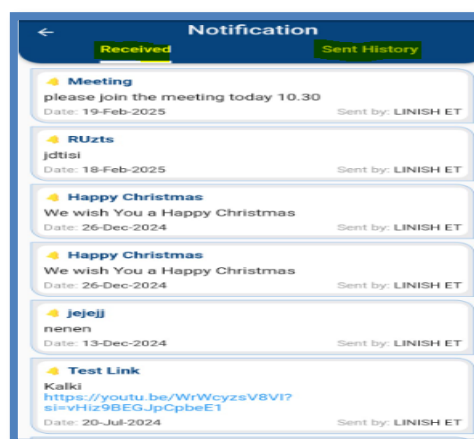 Notification
Received Sent History
Meeting
please join the meeting today 10.30
Date: 19-Feb-2025 Sent by: LINISH ET
RUzts
jdtisi
Date: 18-Feb-2025 Sent by: LINISH ET
Happy Christmas
We wish You a Happy Christmas
Date: 26-Dec-2024 Sent by: LINISH ET
Happy Christmas
We wish You a Happy Christmas
Date: 26-Dec-2024 Sent by: LINISH ET
jejejj
nenen
Date: 13-Dec-2024 Sent by: LINISH ET
Test Link
Kalki
https://youtu.be/WrWcyzsV8VI?
si=vHiz9BEGJpCpbeE1
Date: 20-Jul-2024 Sent by: LINISH ET